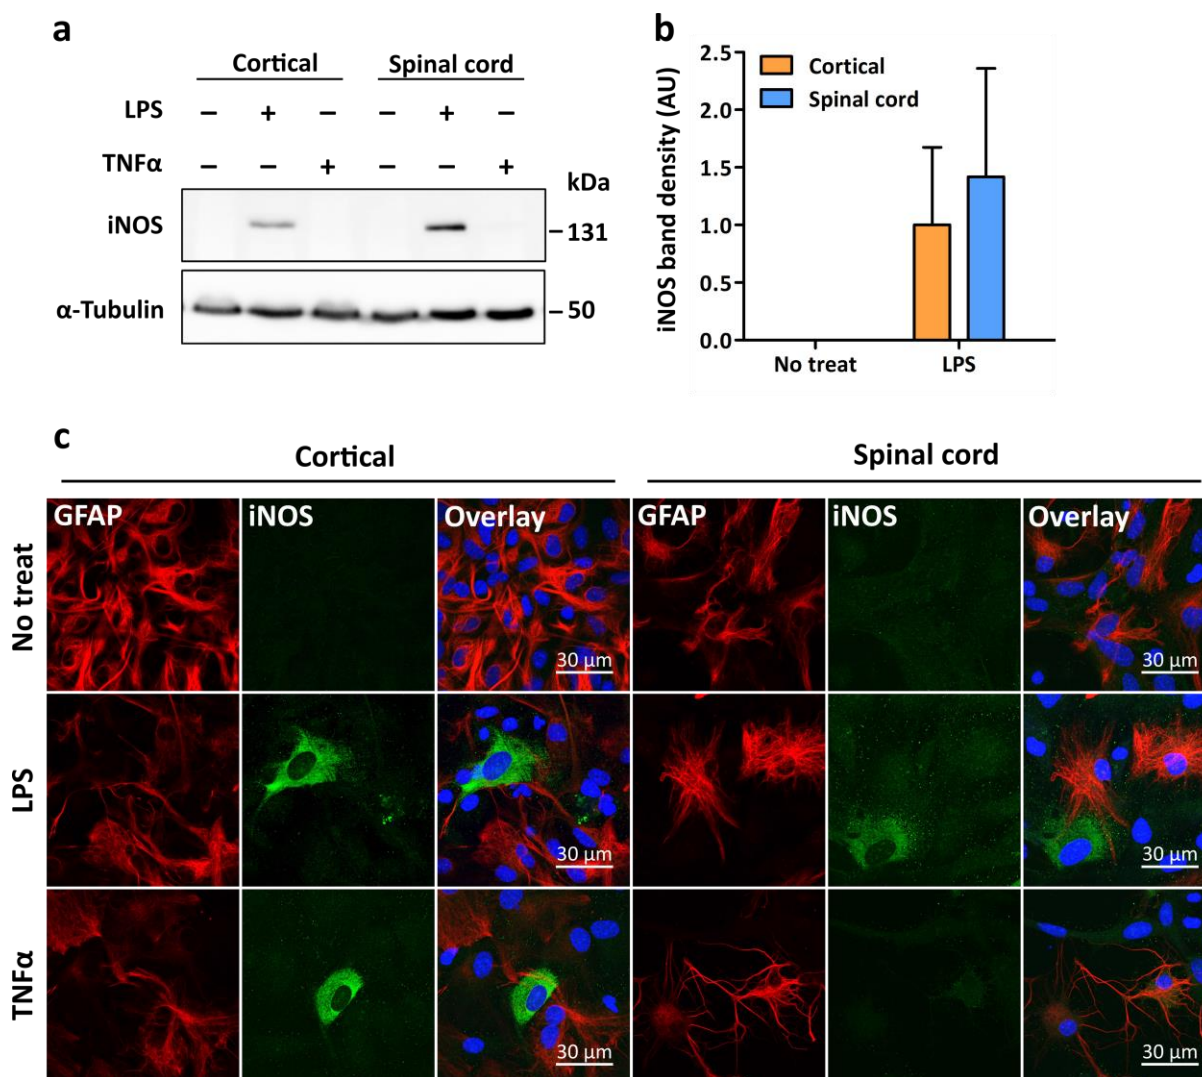 a
Cortical Spinal cord
LPS – + – – + –
TNFα – – + – – +
kDa
iNOS
– 131
α-Tubulin
– 50
b
iNOS band density (AU)
2.5
2.0
1.5
1.0
0.5
0.0
Cortical
Spinal cord
No treat LPS
c
Cortical Spinal cord
GFAP iNOS Overlay GFAP iNOS Overlay
No treat
30 µm 30 µm
LPS
30 µm 30 µm
TNFα
30 µm 30 µm